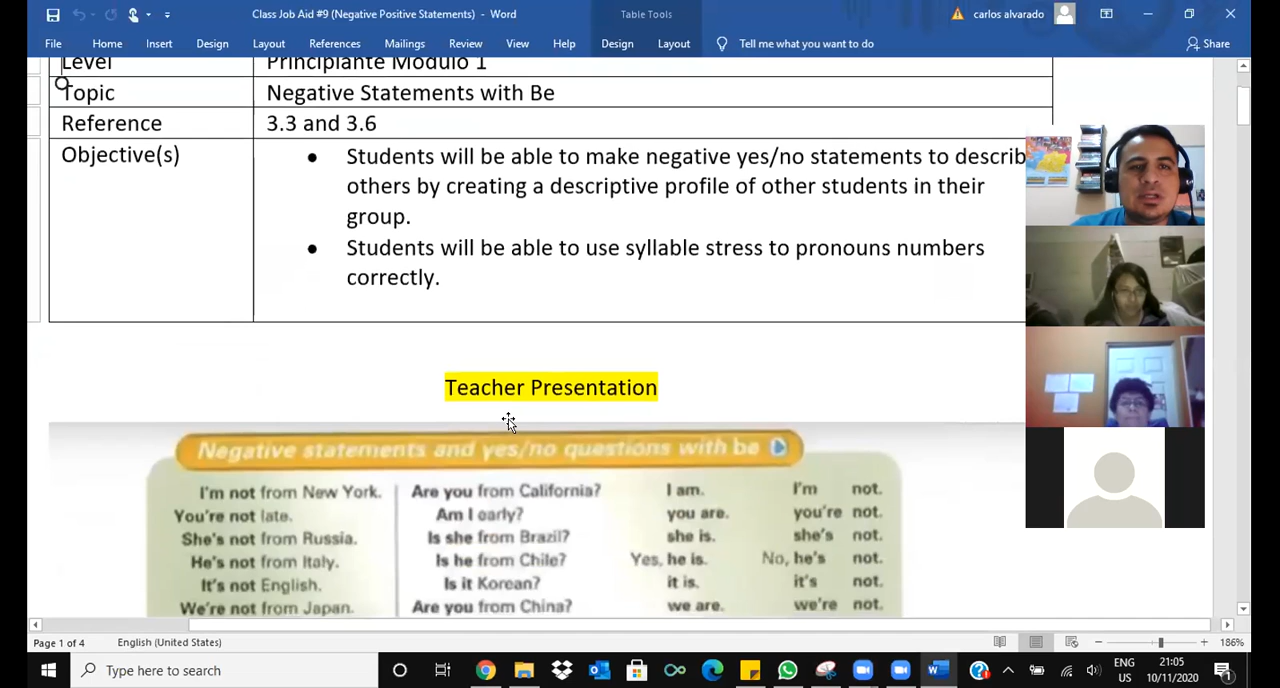 Class Job Aid #9 (Negative Positive Statements) - Word
Table Tools
carlos alvarado
File Home Insert Design Layout References Mailings Review View Help Design Layout Tell me what you want to do Share
Level Principiante Modulo 1
Topic Negative Statements with Be
Reference 3.3 and 3.6
Objective(s) • Students will be able to make negative yes/no statements to describ
others by creating a descriptive profile of other students in their
group.
• Students will be able to use syllable stress to pronouns numbers
correctly.
Teacher Presentation
Negative statements and yes/no questions with be
I'm not from New York. Are you from California? I am. I'm not.
You're not late. Am I early? you are. you're not.
She's not from Russia. Is she from Brazil? she is. she's not.
He's not from Italy. Is he from Chile? Yes, he is. No, he's not.
It's not English. Is it Korean? it is. it's not.
We're not from Japan. Are you from China? we are. we're not.
Page 1 of 4 English (United States) 186%
Type here to search
ENG 21:05
US 10/11/2020